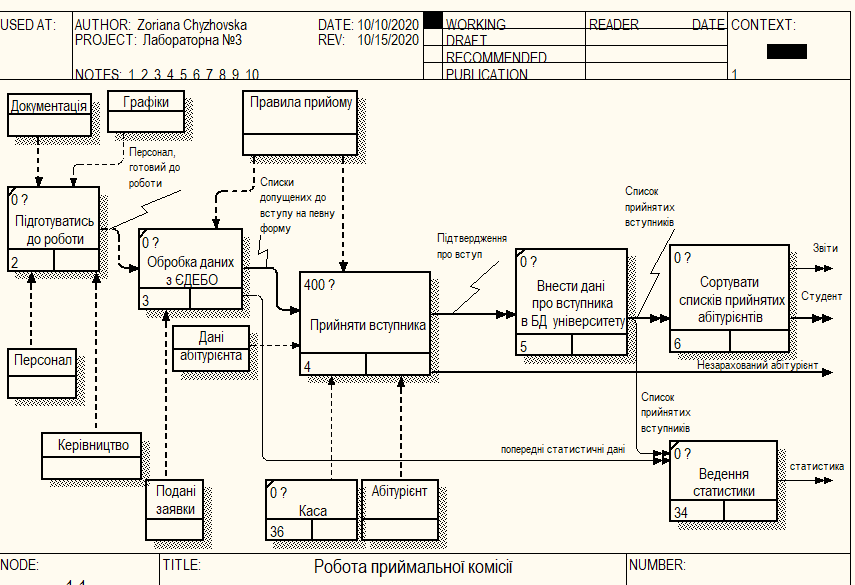 USED AT:
AUTHOR: Zoriana Chyzhovska
DATE: 10/10/2020
PROJECT: Лабораторна №3
REV: 10/15/2020
NOTES: 1 2 3 4 5 6 7 8 9 10
WORKING
DRAFT
RECOMMENDED
PUBLICATION
READER
DATE
CONTEXT:
1
Документація
Графіки
Правила прийому
Персонал,
готовий до
роботи
0 ?
Підготуватись
до роботи
2
Списки
допущених до
вступу на певну
форму
0 ?
Обробка даних
з ЄДЕБО
3
Підтвердження
про вступ
Список
прийнятих
вступників
400 ?
Прийняти вступника
4
0 ?
Внести дані
про вступника
в БД університету
5
0 ?
Сортувати
списків прийнятих
абітурієнтів
6
Звіти
Студент
Дані
абітурієнта
Персонал
Незарахований абітурієнт
Список
прийнятих
вступників
Керівництво
попередні статистичні дані
0 ?
Ведення
статистики
34
статистика
Подані
заявки
0 ?
Каса
36
Абітурієнт
NODE:
TITLE:
Робота приймальної комісії
NUMBER: